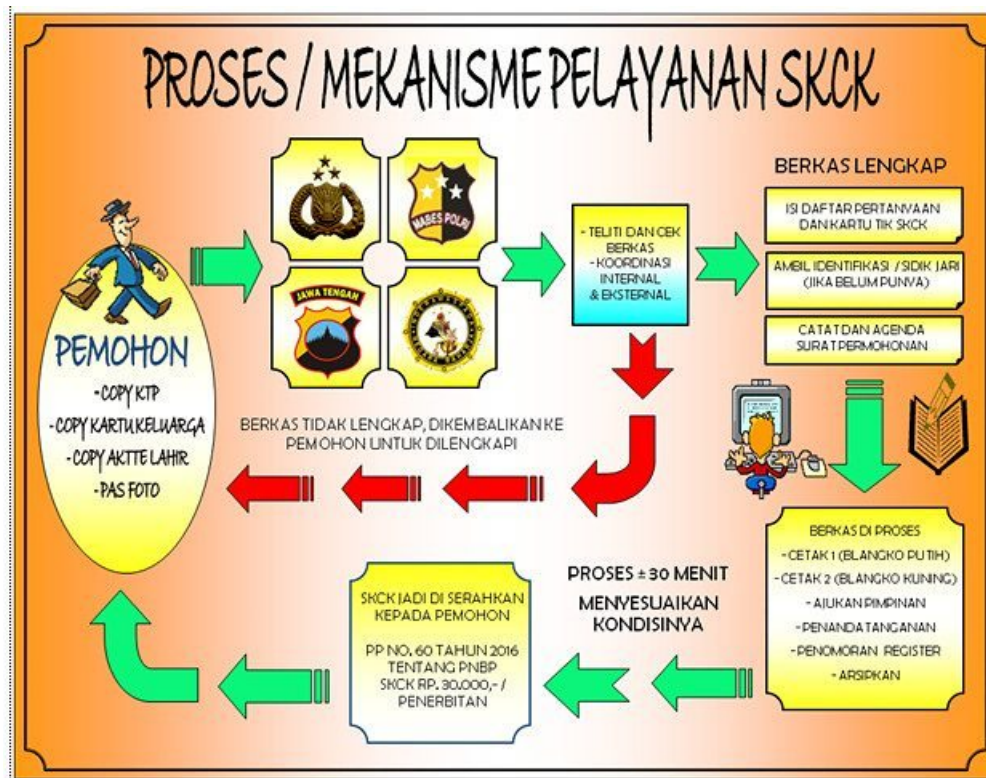 PROSES / MEKANISME PELAYANAN SKCK
PEMOHON
-COPY KTP
-COPY KARTU KELUARGA
-COPY AKTTE LAHIR
-PAS FOTO
MABES POLRI
JAWA TENGAH
- TELITI DAN CEK
BERKAS
- KOORDINASI
INTERNAL
& EKSTERNAL
BERKAS LENGKAP
ISI DAFTAR PERTANYAAN
DAN KARTU TIK SKCK
AMBIL IDENTIFIKASI / SIDIK JARI
(JIKA BELUM PUNYA)
CATAT DAN AGENDA
SURAT PERMOHONAN
BERKAS TIDAK LENGKAP, DIKEMBALIKAN KE
PEMOHON UNTUK DILENGKAPI
BERKAS DI PROSES
-CETAK 1 (BLANGKO PUTIH)
-CETAK 2 (BLANGKO KUNING)
-AJUKAN PIMPINAN
-PENANDATANGANAN
-PENOMORAN REGISTER
-ARSIPKAN
PROSES ± 30 MENIT
MENYESUAIKAN
KONDISINYA
SKCK JADI DI SERAHKAN
KEPADA PEMOHON
PP NO. 60 TAHUN 2016
TENTANG PNBP
SKCK RP. 30.000,- /
PENERBITAN